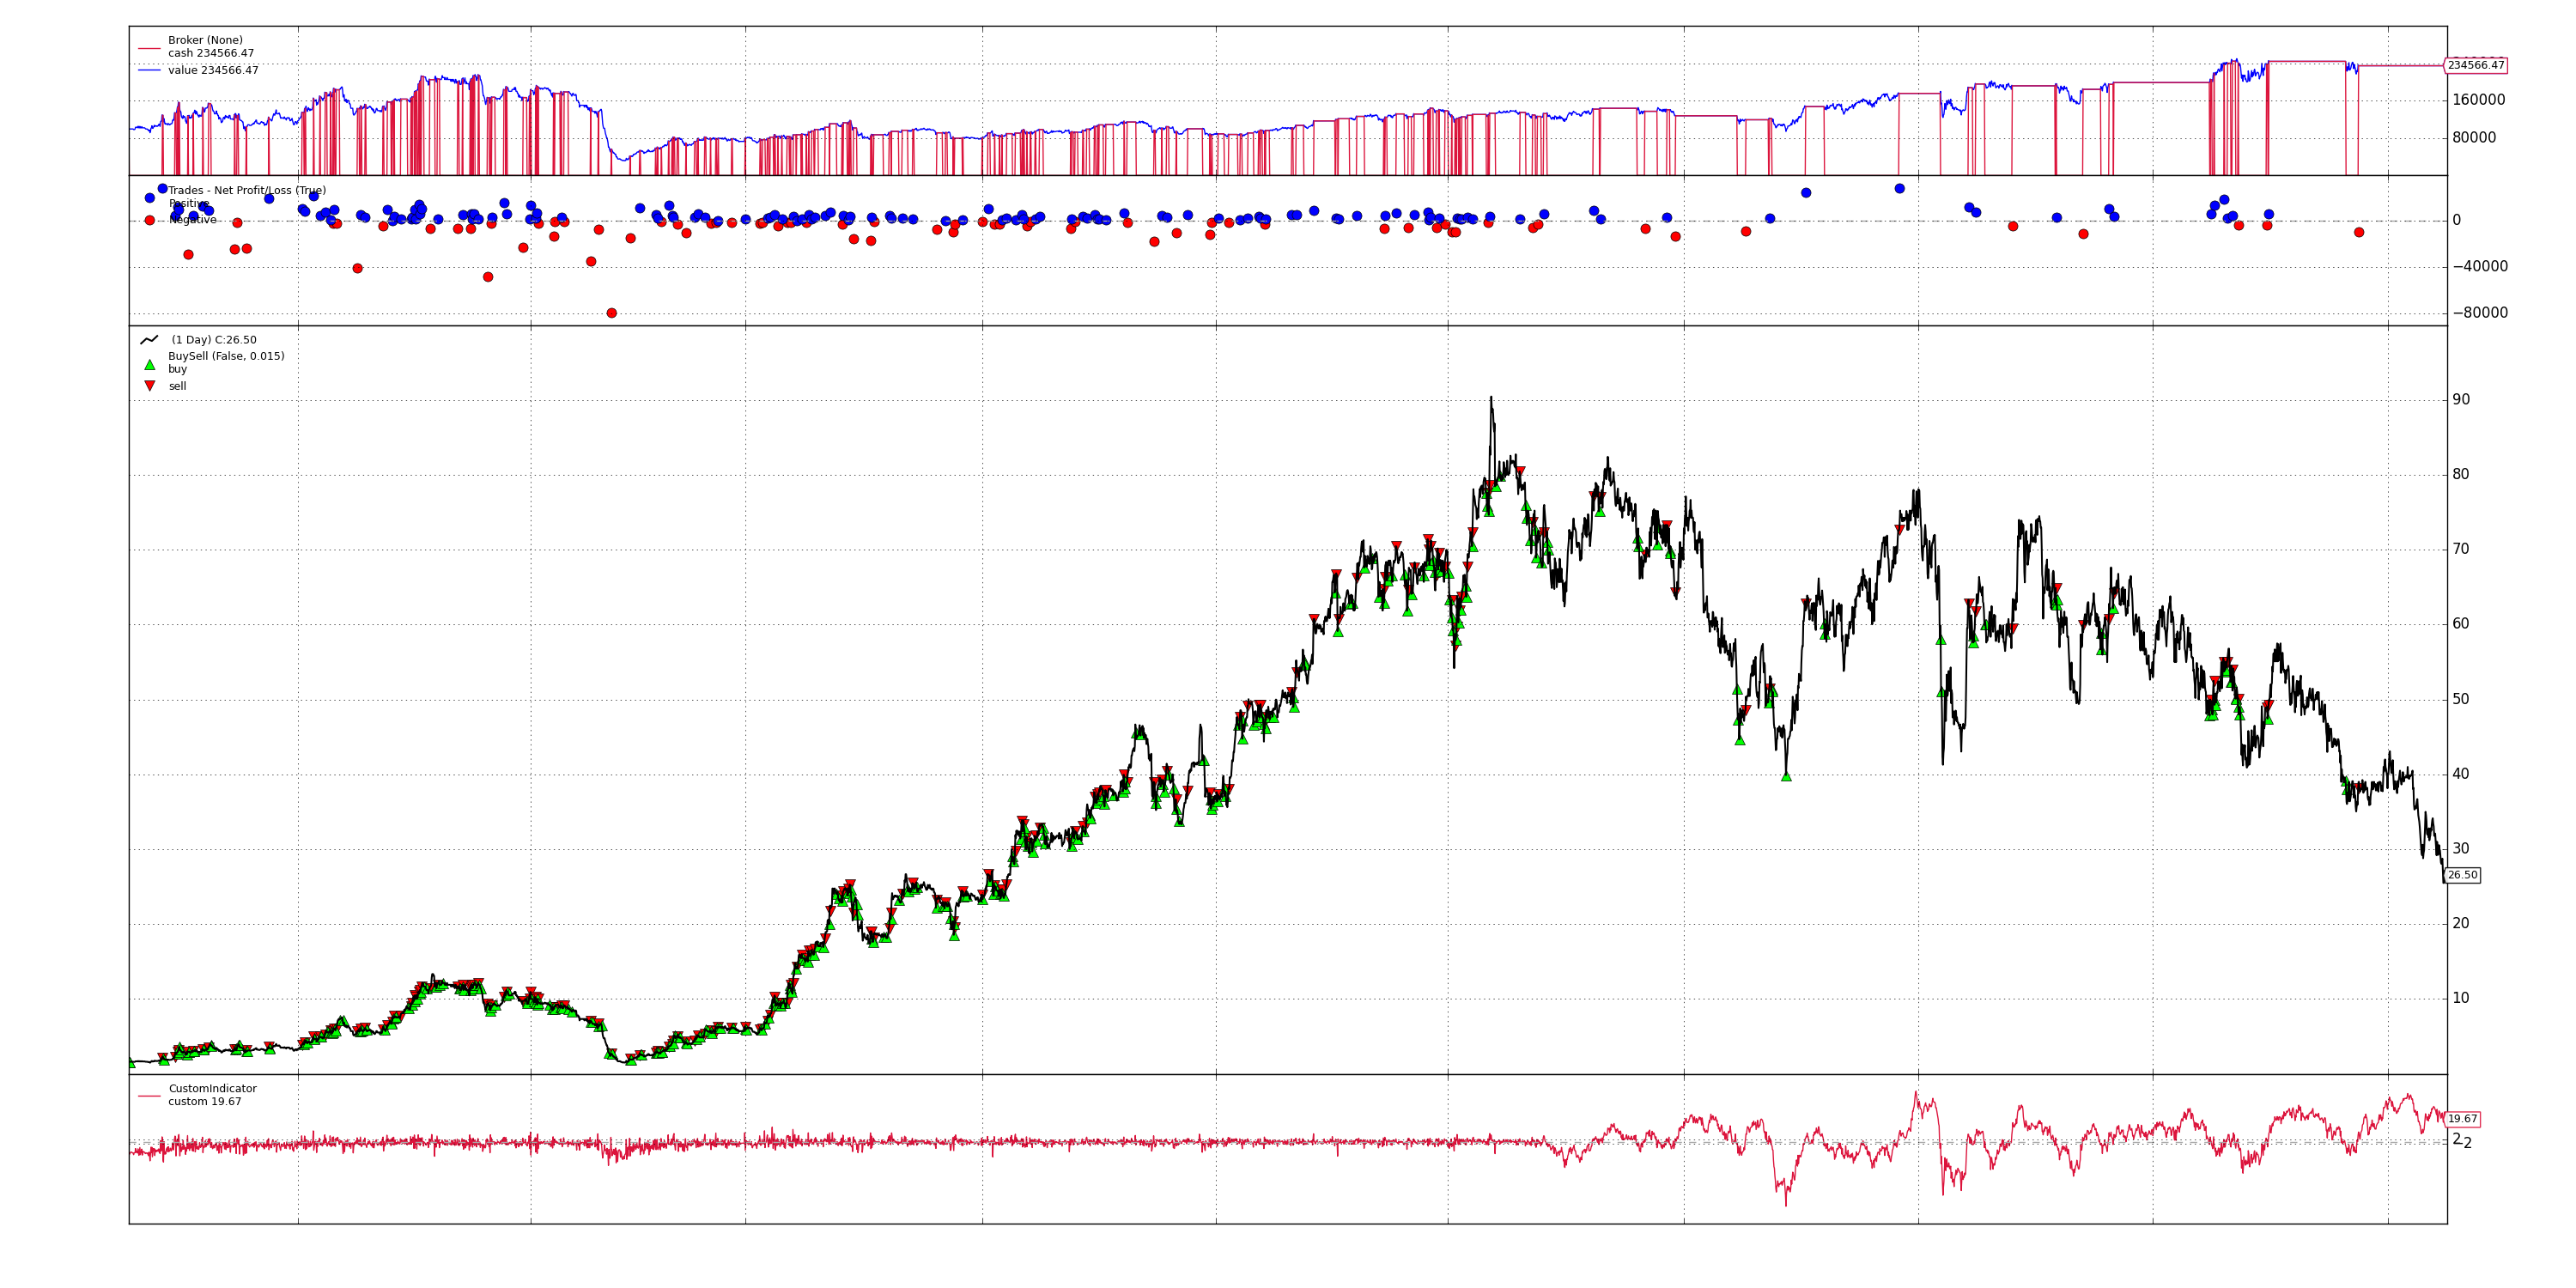 Broker (None)
cash 234566.47
value 234566.47
234566.47
160000
80000
Trades - Net Profit/Loss (True)
Positive
Negative
0
−40000
−80000
(1 Day) C:26.50
BuySell (False, 0.015)
buy
sell
90
80
70
60
50
40
30
26.50
20
10
CustomIndicator
custom 19.67
19.67
2
−2